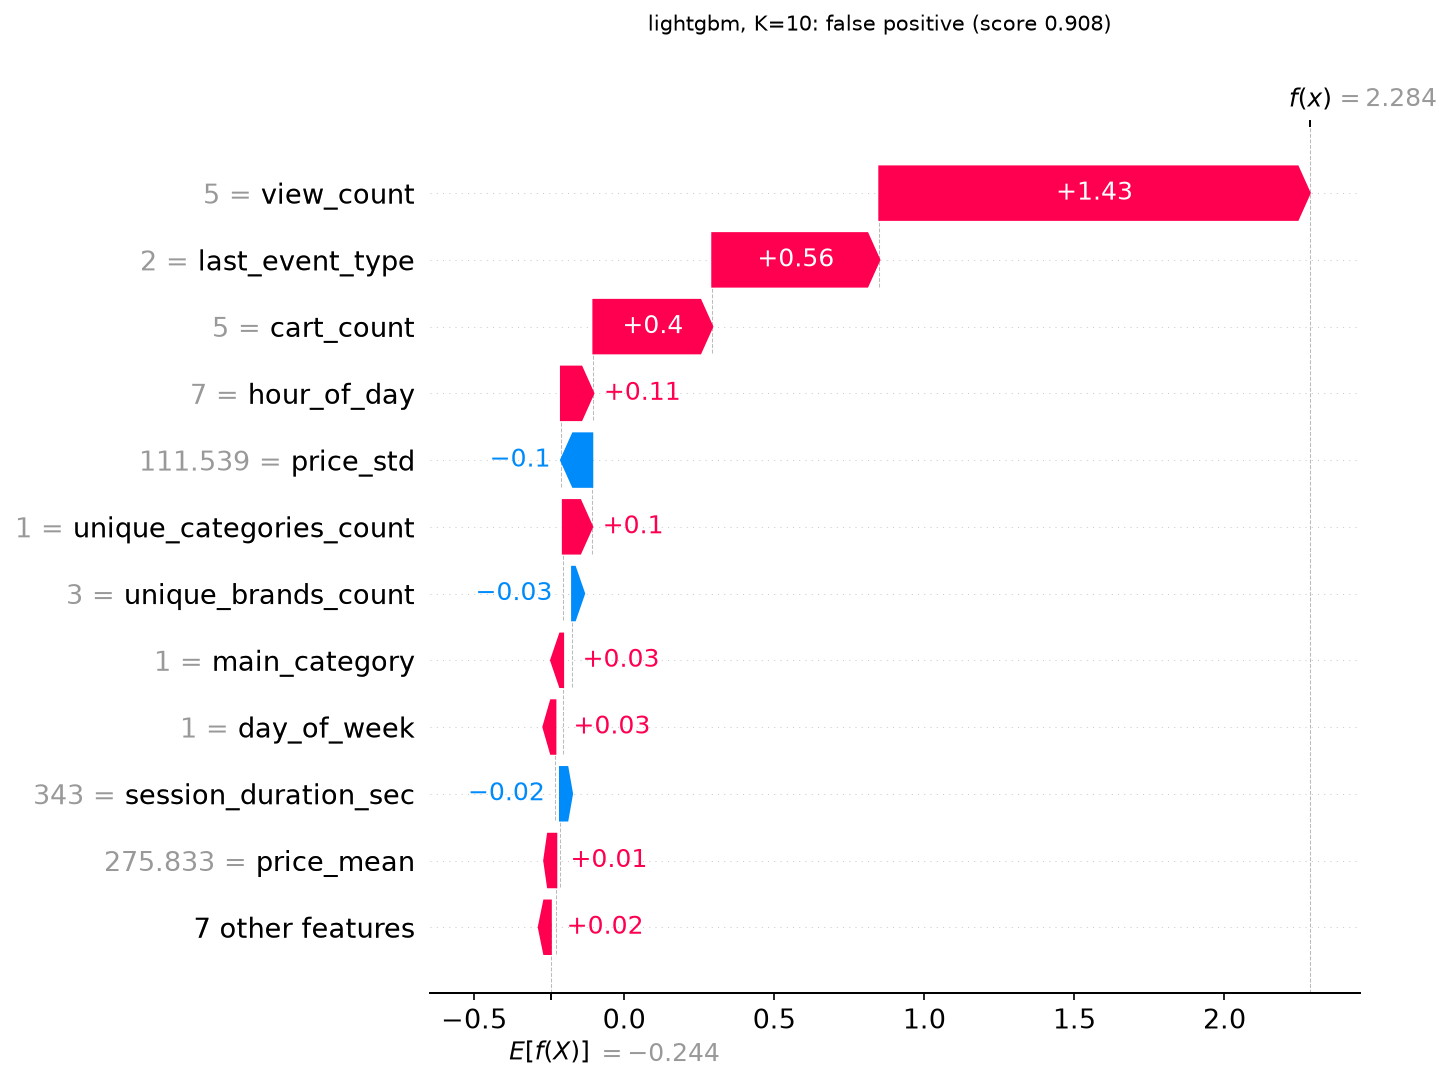 lightgbm, K=10: false positive (score 0.908)
f(x) = 2.284
5 = view_count +1.43
2 = last_event_type +0.56
5 = cart_count +0.4
7 = hour_of_day +0.11
111.539 = price_std −0.1
1 = unique_categories_count +0.1
3 = unique_brands_count −0.03
1 = main_category +0.03
1 = day_of_week +0.03
343 = session_duration_sec −0.02
275.833 = price_mean +0.01
7 other features +0.02
−0.5 0.0 0.5 1.0 1.5 2.0
E[f(X)] = −0.244